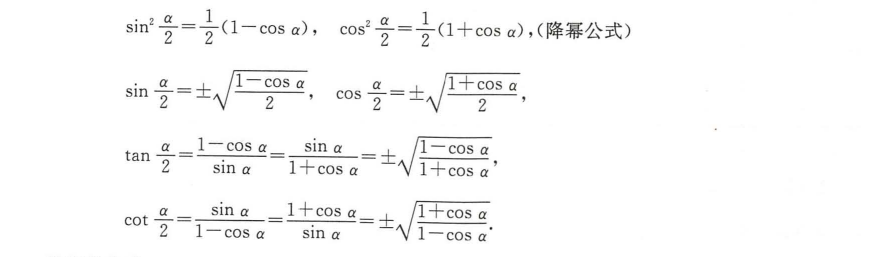 sin² α/2 = 1/2(1−cos α), cos² α/2 = 1/2(1+cos α),(降幂公式)
sin α/2 = ±√((1−cos α)/2), cos α/2 = ±√((1+cos α)/2),
tan α/2 = (1−cos α)/(sin α) = (sin α)/(1+cos α) = ±√((1−cos α)/(1+cos α)),
cot α/2 = (sin α)/(1−cos α) = (1+cos α)/(sin α) = ±√((1+cos α)/(1−cos α)).